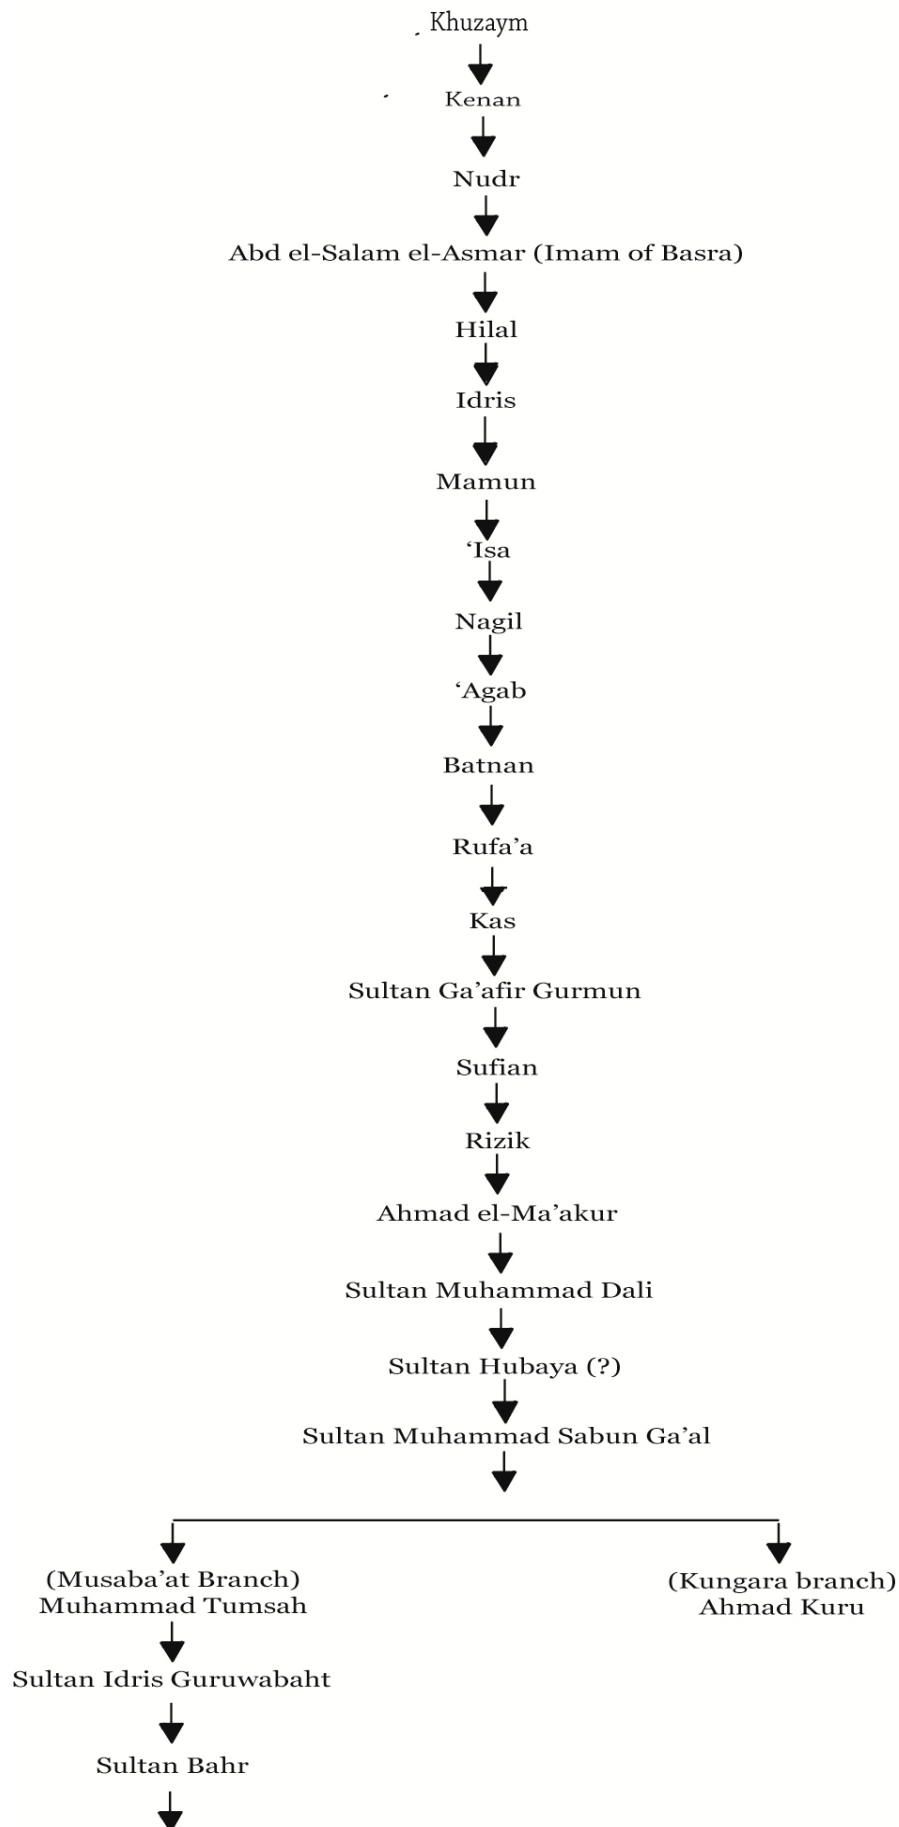 Khuzaym
Kenan
Nudr
Abd el-Salam el-Asmar (Imam of Basra)
Hilal
Idris
Mamun
‘Isa
Nagil
‘Agab
Batnan
Rufa’a
Kas
Sultan Ga’afir Gurmun
Sufian
Rizik
Ahmad el-Ma’akur
Sultan Muhammad Dali
Sultan Hubaya (?)
Sultan Muhammad Sabun Ga’al
(Musaba’at Branch)
Muhammad Tumsah
(Kungara branch)
Ahmad Kuru
Sultan Idris Guruwabaht
Sultan Bahr